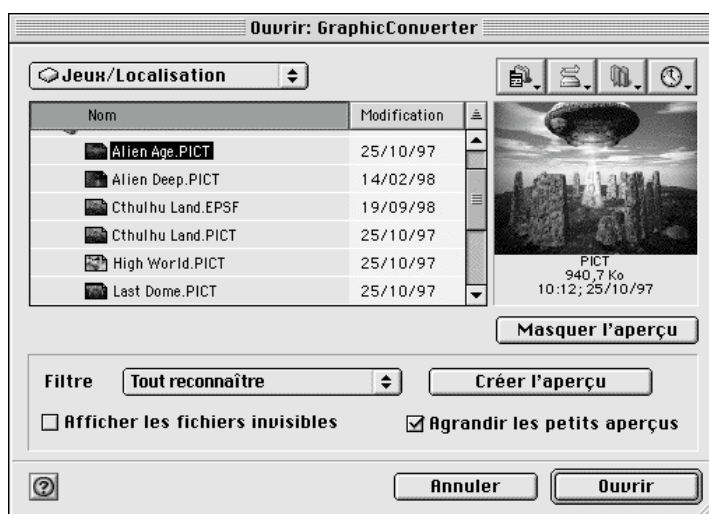 Ouvrir: GraphicConverter
Jeux/Localisation
Nom Modification
Alien Age.PICT 25/10/97
Alien Deep.PICT 14/02/98
Cthulhu Land.EPSF 19/09/98
Cthulhu Land.PICT 25/10/97
High World.PICT 25/10/97
Last Dome.PICT 25/10/97
PICT
940,7 Ko
10:12; 25/10/97
Masquer l'aperçu
Filtre Tout reconnaître Créer l'aperçu
Afficher les fichiers invisibles Agrandir les petits aperçus
? Annuler Ouvrir